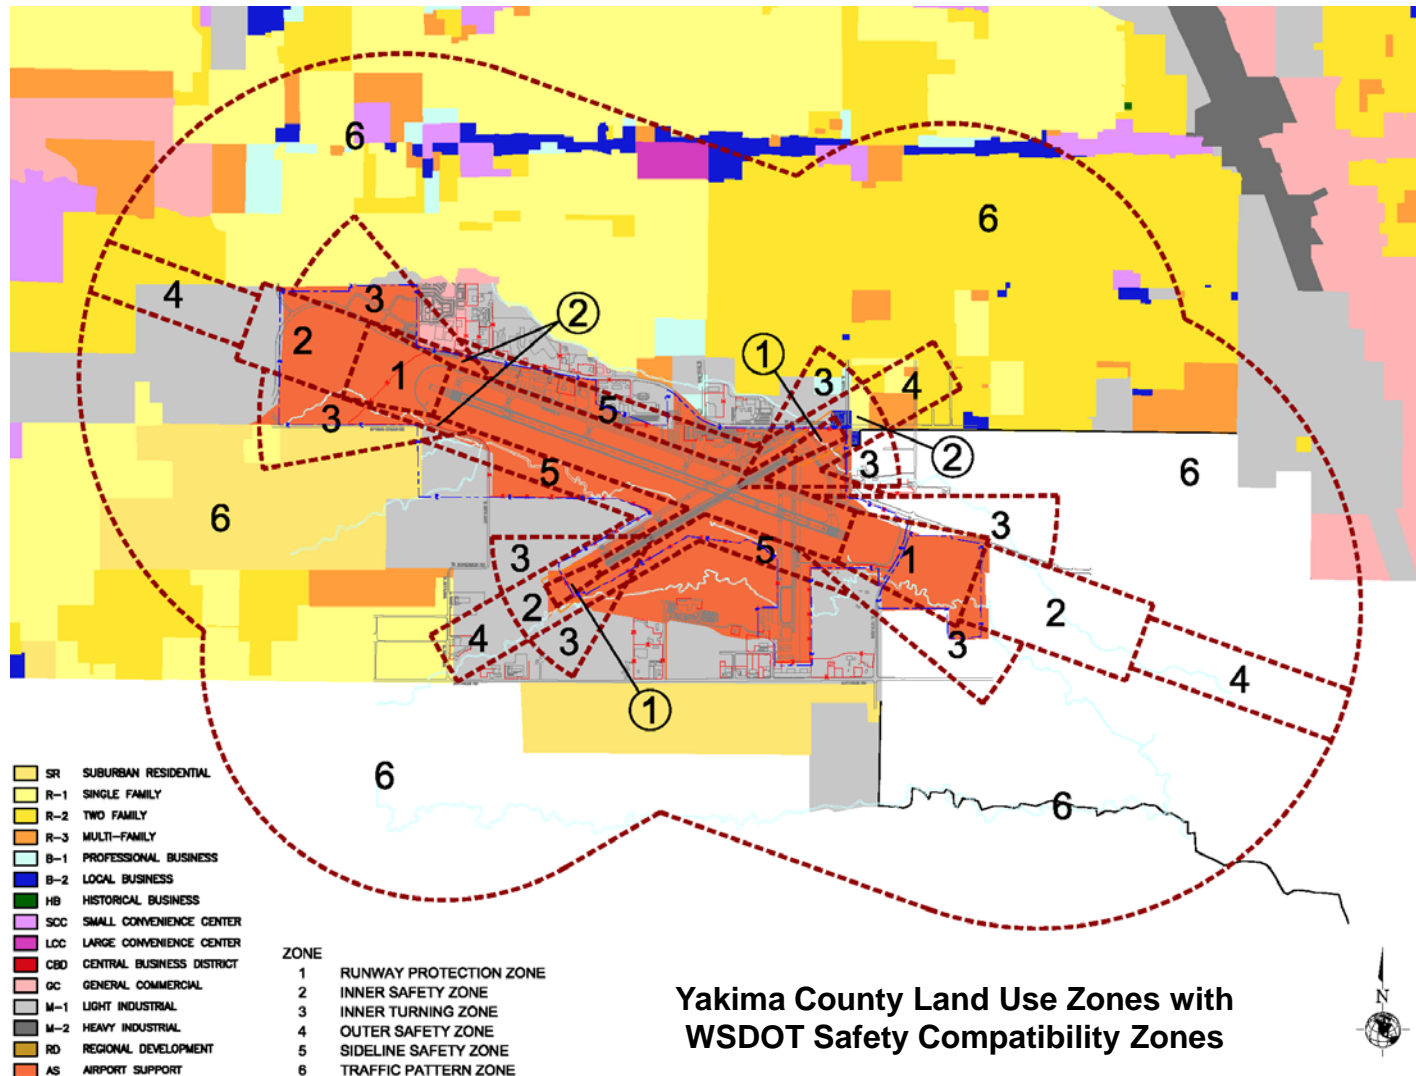 6
6
4
3
2
2
1
1
3
4
5
3
3
2
6
5
6
3
3
5
1
2
2
3
3
4
4
1
6
6
SR SUBURBAN RESIDENTIAL
R-1 SINGLE FAMILY
R-2 TWO FAMILY
R-3 MULTI-FAMILY
B-1 PROFESSIONAL BUSINESS
B-2 LOCAL BUSINESS
HB HISTORICAL BUSINESS
SCC SMALL CONVENIENCE CENTER
LCC LARGE CONVENIENCE CENTER
CBD CENTRAL BUSINESS DISTRICT
GC GENERAL COMMERCIAL
M-1 LIGHT INDUSTRIAL
M-2 HEAVY INDUSTRIAL
RD REGIONAL DEVELOPMENT
AS AIRPORT SUPPORT
ZONE
1 RUNWAY PROTECTION ZONE
2 INNER SAFETY ZONE
3 INNER TURNING ZONE
4 OUTER SAFETY ZONE
5 SIDELINE SAFETY ZONE
6 TRAFFIC PATTERN ZONE
Yakima County Land Use Zones with
WSDOT Safety Compatibility Zones
N